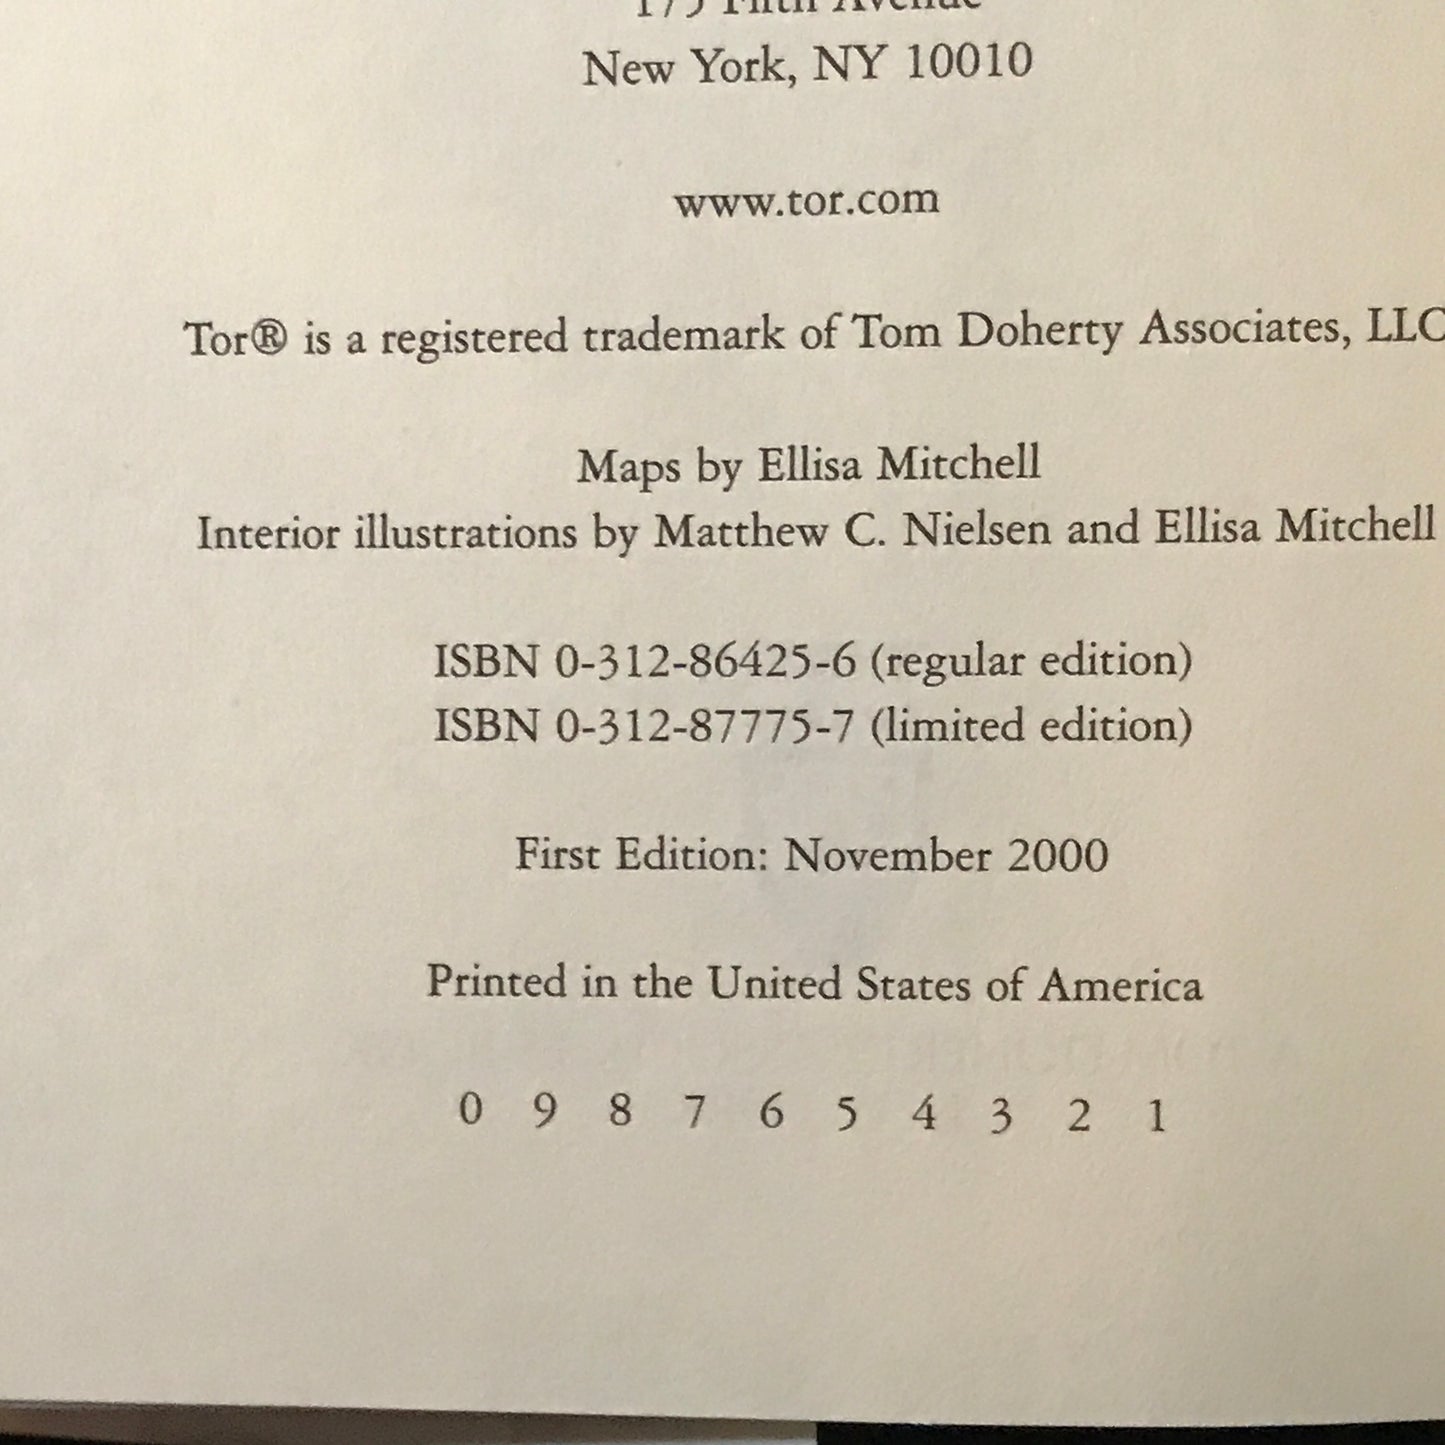 175 Fifth Avenue
New York, NY 10010
www.tor.com
Tor® is a registered trademark of Tom Doherty Associates, LLC
Maps by Ellisa Mitchell
Interior illustrations by Matthew C. Nielsen and Ellisa Mitchell
ISBN 0-312-86425-6 (regular edition)
ISBN 0-312-87775-7 (limited edition)
First Edition: November 2000
Printed in the United States of America
0 9 8 7 6 5 4 3 2 1